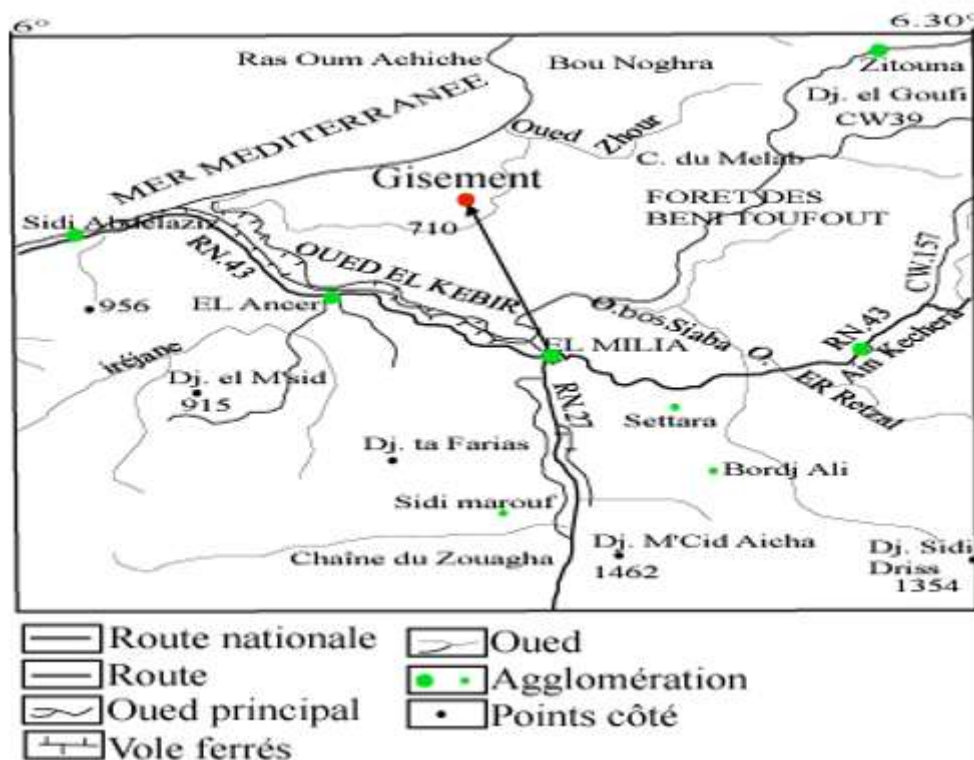 6°
6.30°
Ras Oum Achiche
Bou Noghra
Zitouna
Dj. el Goufi
CW39
MER MEDITERRANEE
Oued Zhour
C. du Melab
Gisement
FORET DES
BENI TOUFOUT
710
Sidi Abdelaziz
RN.43
OUED EL KEBIR
CW.157
956
EL Ancer
O.bos.Siaba
RN.43
EL MILIA
O.
ER Retzal
Ain Kechera
iréjane
Dj. el M'sid
915
RN.27
Settara
Dj. ta Farias
Bordj Ali
Sidi marouf
Chaîne du Zouagha
Dj. M'Cid Aicha
1462
Dj. Sidi
Driss
1354
Route nationale
Oued
Route
Agglomération
Oued principal
Points côté
Vole ferrés